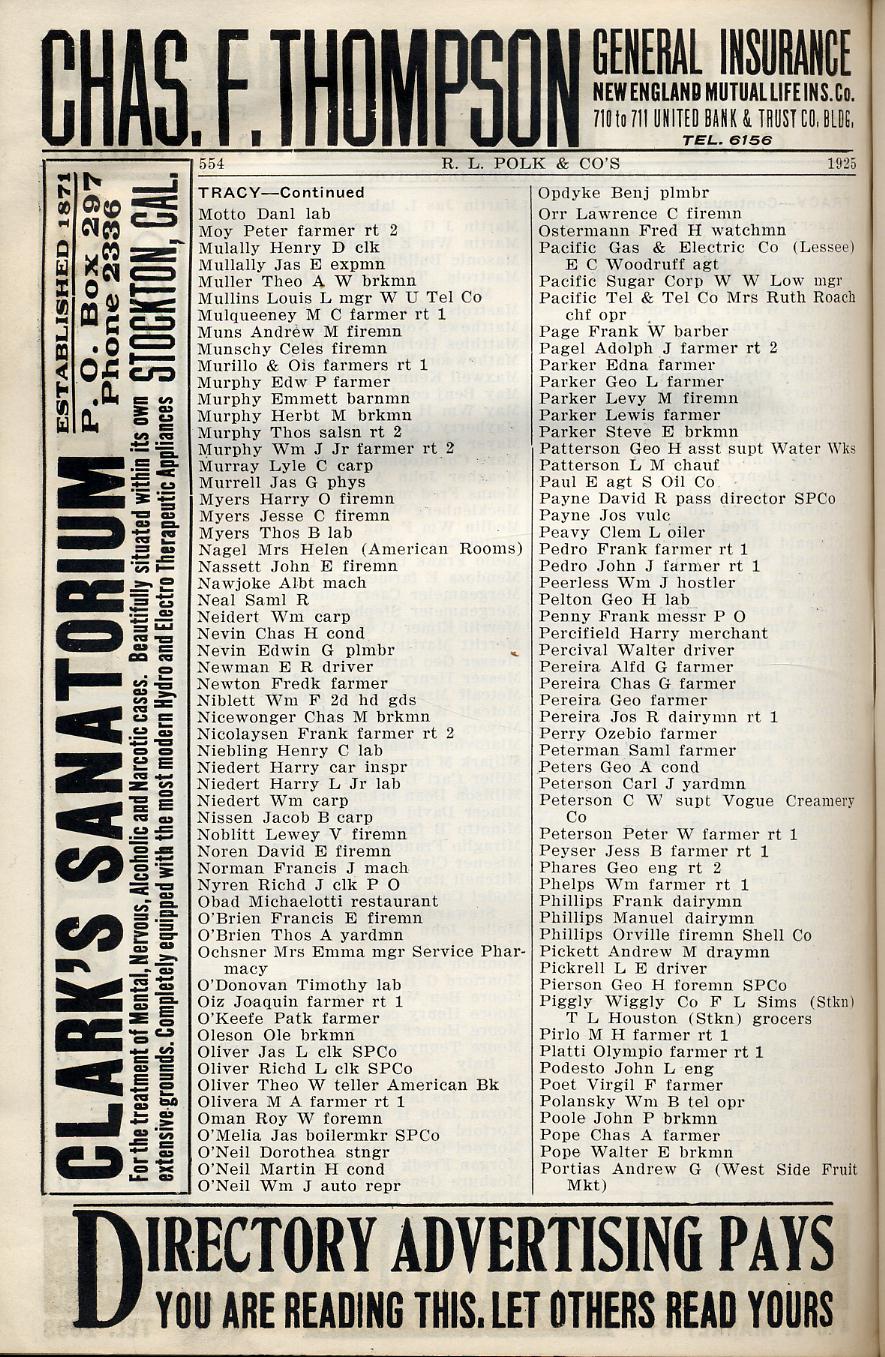 CHAS. F. THOMPSON
GENERAL INSURANCE
NEW ENGLAND MUTUAL LIFE INS. Co.
710 to 711 UNITED BANK & TRUST CO. BLDG.
TEL. 6156
554 R. L. POLK & CO'S 1925
CLARK'S SANATORIUM
ESTABLISHED 1871
P. O. Box 297
Phone 2336
For the treatment of Mental, Nervous, Alcoholic and Narcotic cases. Beautifully situated within its own
extensive grounds. Completely equipped with the most modern Hydro and Electro Therapeutic Appliances
STOCKTON, CAL.
TRACY—Continued
Motto Danl lab
Moy Peter farmer rt 2
Mulally Henry D clk
Mullally Jas E expmn
Muller Theo A W brkmn
Mullins Louis L mgr W U Tel Co
Mulqueeney M C farmer rt 1
Muns Andrew M firemn
Munschy Celes firemn
Murillo & Ois farmers rt 1
Murphy Edw P farmer
Murphy Emmett barnmn
Murphy Herbt M brkmn
Murphy Thos salsn rt 2
Murphy Wm J Jr farmer rt 2
Murray Lyle C carp
Murrell Jas G phys
Myers Harry O firemn
Myers Jesse C firemn
Myers Thos B lab
Nagel Mrs Helen (American Rooms)
Nassett John E firemn
Nawjoke Albt mach
Neal Saml R
Neidert Wm carp
Nevin Chas H cond
Nevin Edwin G plmbr
Newman E R driver
Newton Fredk farmer
Niblett Wm F 2d hd gds
Nicewonger Chas M brkmn
Nicolaysen Frank farmer rt 2
Niebling Henry C lab
Niedert Harry car inspr
Niedert Harry L Jr lab
Niedert Wm carp
Nissen Jacob B carp
Noblitt Lewey V firemn
Noren David E firemn
Norman Francis J mach
Nyren Richd J clk P O
Obad Michaelotti restaurant
O'Brien Francis E firemn
O'Brien Thos A yardmn
Ochsner Mrs Emma mgr Service Phar-
macy
O'Donovan Timothy lab
Oiz Joaquin farmer rt 1
O'Keefe Patk farmer
Oleson Ole brkmn
Oliver Jas L clk SPCo
Oliver Richd L clk SPCo
Oliver Theo W teller American Bk
Olivera M A farmer rt 1
Oman Roy W foremn
O'Melia Jas boilermkr SPCo
O'Neil Dorothea stngr
O'Neil Martin H cond
O'Neil Wm J auto repr
Opdyke Benj plmbr
Orr Lawrence C firemn
Ostermann Fred H watchmn
Pacific Gas & Electric Co (Lessee)
E C Woodruff agt
Pacific Sugar Corp W W Low mgr
Pacific Tel & Tel Co Mrs Ruth Roach
chf opr
Page Frank W barber
Pagel Adolph J farmer rt 2
Parker Edna farmer
Parker Geo L farmer
Parker Levy M firemn
Parker Lewis farmer
Parker Steve E brkmn
Patterson Geo H asst supt Water Wks
Patterson L M chauf
Paul E agt S Oil Co
Payne David R pass director SPCo
Payne Jos vulc
Peavy Clem L oiler
Pedro Frank farmer rt 1
Pedro John J farmer rt 1
Peerless Wm J hostler
Pelton Geo H lab
Penny Frank messr P O
Percifield Harry merchant
Percival Walter driver
Pereira Alfd G farmer
Pereira Chas G farmer
Pereira Geo farmer
Pereira Jos R dairymn rt 1
Perry Ozebio farmer
Peterman Saml farmer
Peters Geo A cond
Peterson Carl J yardmn
Peterson C W supt Vogue Creamery
Co
Peterson Peter W farmer rt 1
Peyser Jess B farmer rt 1
Phares Geo eng rt 2
Phelps Wm farmer rt 1
Phillips Frank dairymn
Phillips Manuel dairymn
Phillips Orville firemn Shell Co
Pickett Andrew M draymn
Pickrell L E driver
Pierson Geo H foremn SPCo
Piggly Wiggly Co F L Sims (Stkn)
T L Houston (Stkn) grocers
Pirlo M H farmer rt 1
Platti Olympio farmer rt 1
Podesto John L eng
Poet Virgil F farmer
Polansky Wm B tel opr
Poole John P brkmn
Pope Chas A farmer
Pope Walter E brkmn
Portias Andrew G (West Side Fruit
Mkt)
DIRECTORY ADVERTISING PAYS
YOU ARE READING THIS. LET OTHERS READ YOURS